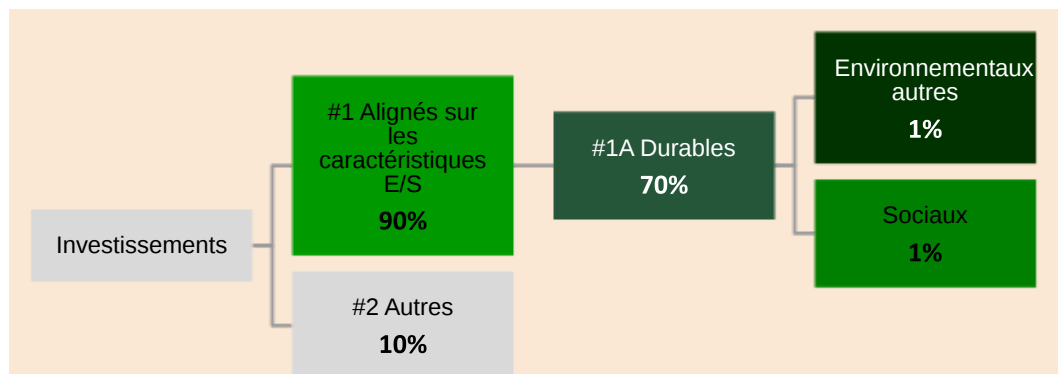 Investissements
#1 Alignés sur
les
caractéristiques
E/S
90%
#2 Autres
10%
#1A Durables
70%
Environnementaux
autres
1%
Sociaux
1%